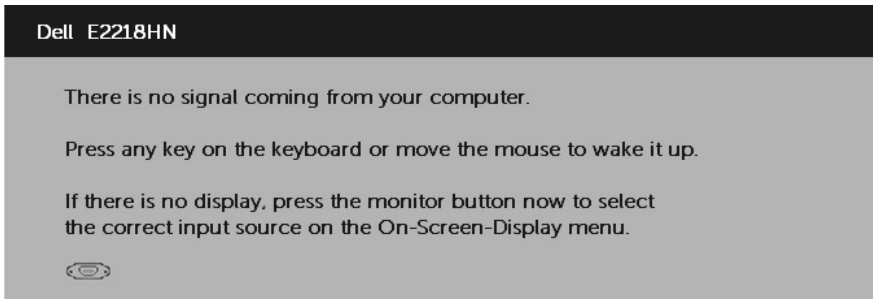 Dell E2218HN
There is no signal coming from your computer.
Press any key on the keyboard or move the mouse to wake it up.
If there is no display, press the monitor button now to select
the correct input source on the On-Screen-Display menu.